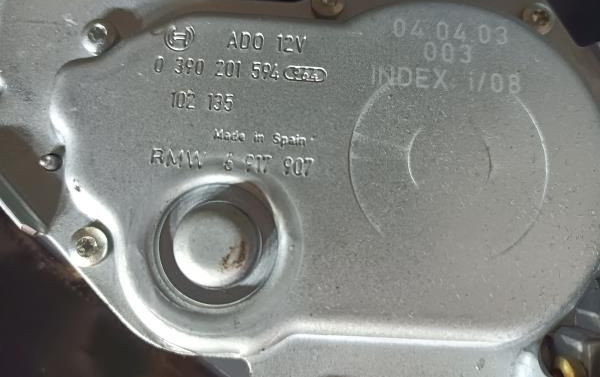 ADO 12V
0 390 201 594
102 135
Made in Spain
RMW 6 917 907
04.04.03
003
INDEX 1/08